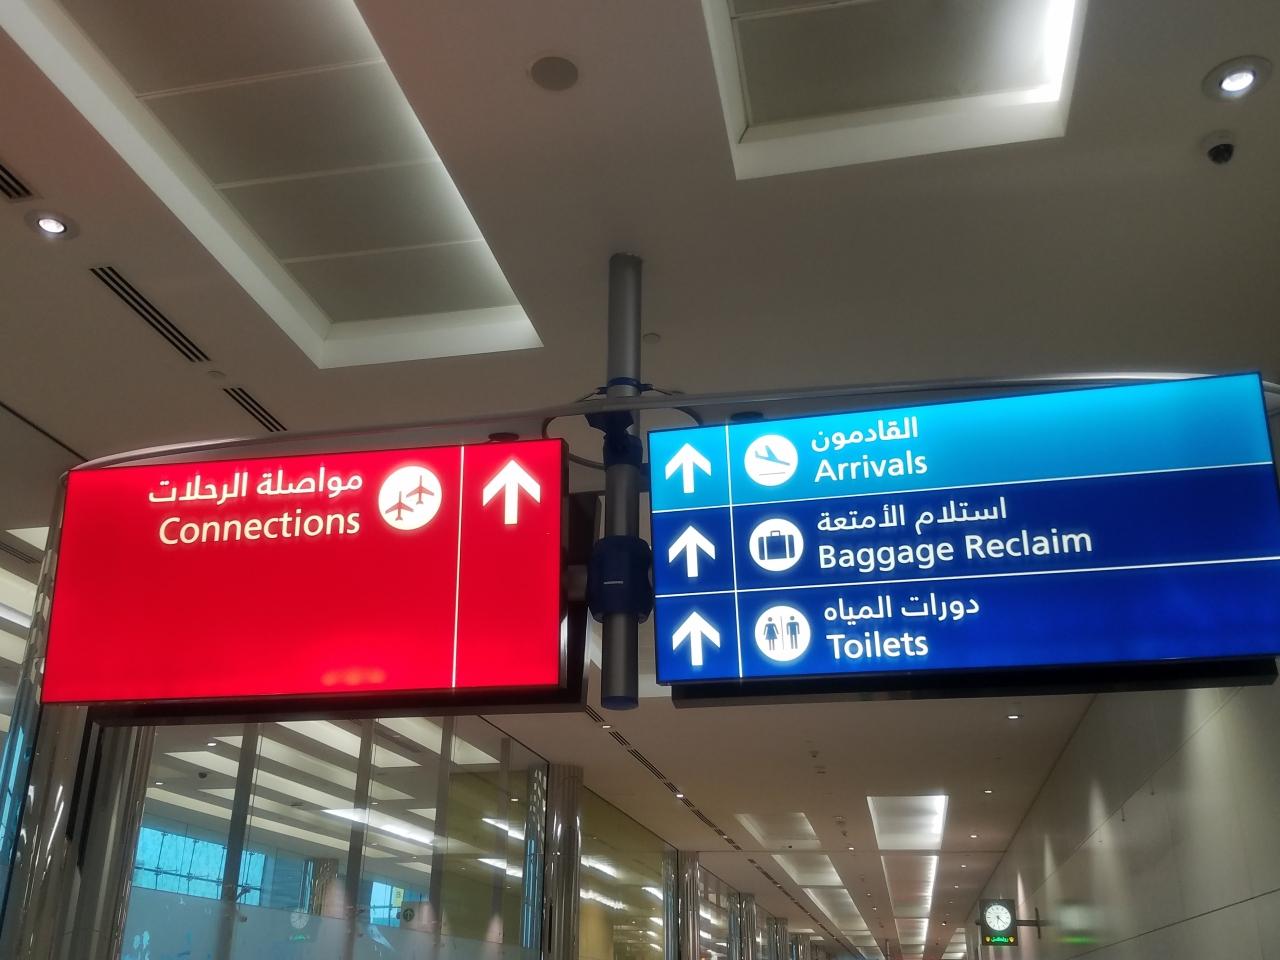 مواصلة الرحلات
Connections
القادمون
Arrivals
استلام الأمتعة
Baggage Reclaim
دورات المياه
Toilets